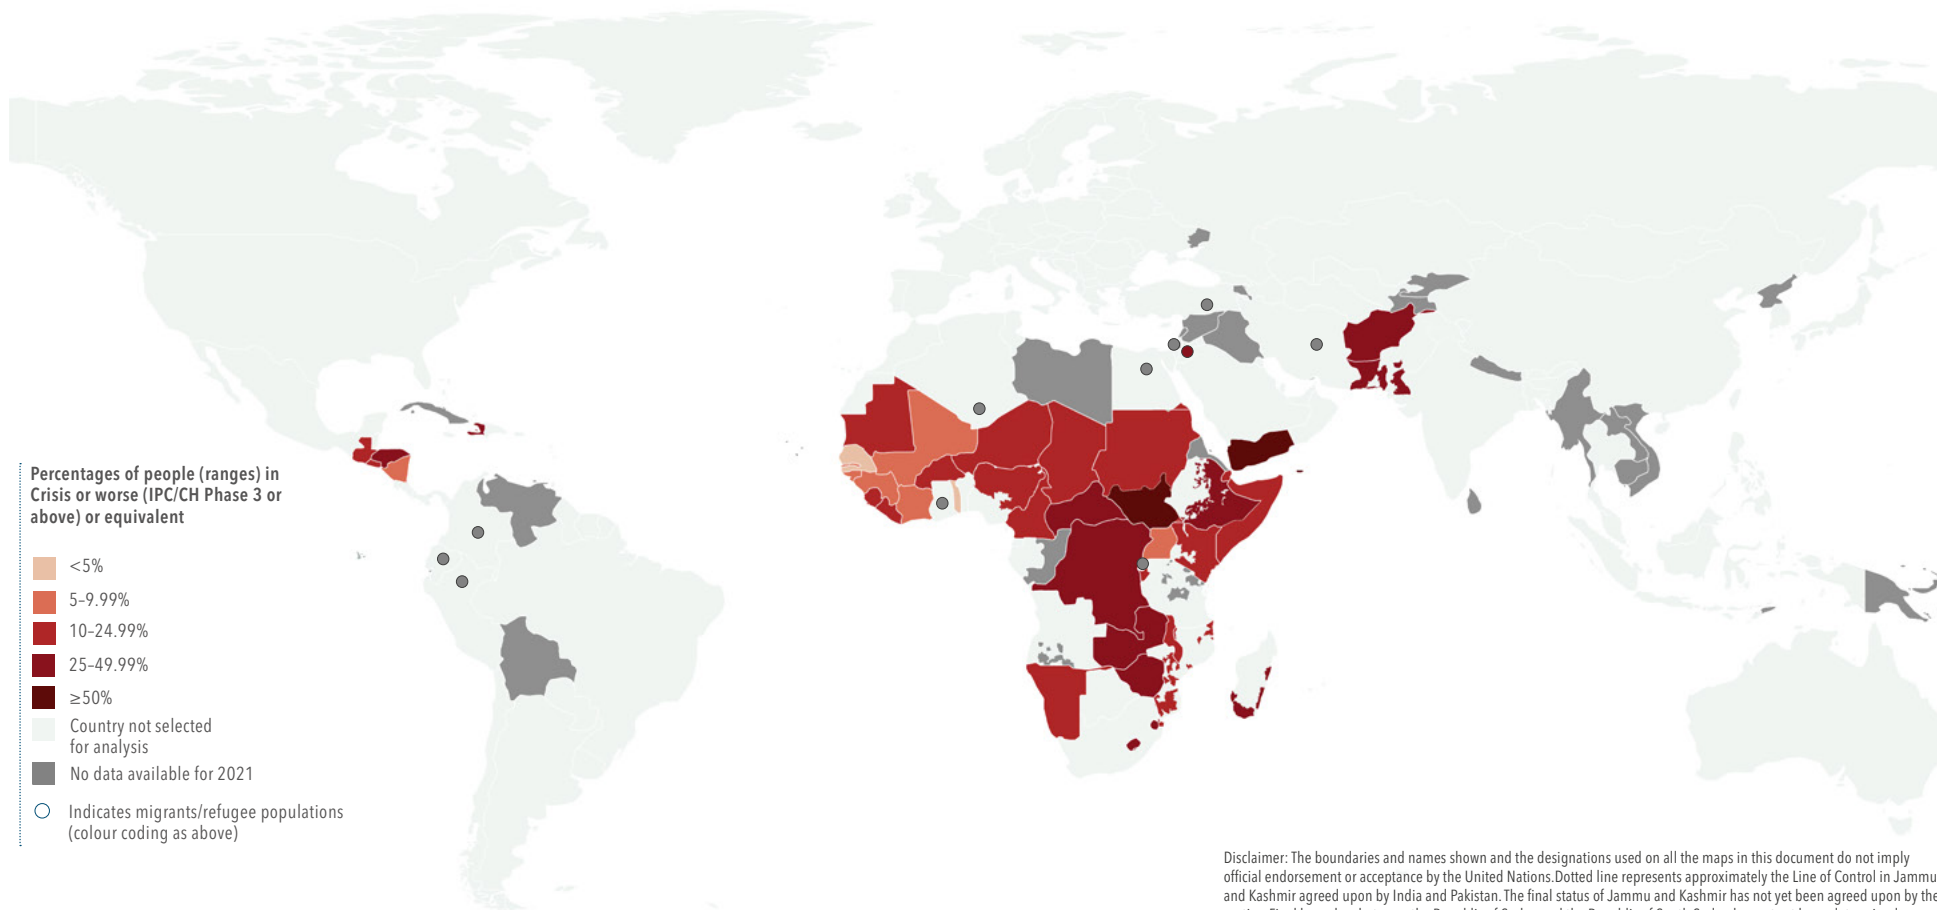 Percentages of people (ranges) in
Crisis or worse (IPC/CH Phase 3 or
above) or equivalent
<5%
5–9.99%
10–24.99%
25–49.99%
≥50%
Country not selected
for analysis
No data available for 2021
Indicates migrants/refugee populations
(colour coding as above)
Disclaimer: The boundaries and names shown and the designations used on all the maps in this document do not imply
official endorsement or acceptance by the United Nations.Dotted line represents approximately the Line of Control in Jammu
and Kashmir agreed upon by India and Pakistan. The final status of Jammu and Kashmir has not yet been agreed upon by the